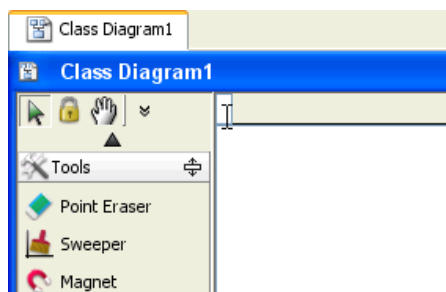 Class Diagram1
Class Diagram1
Tools
Point Eraser
Sweeper
Magnet